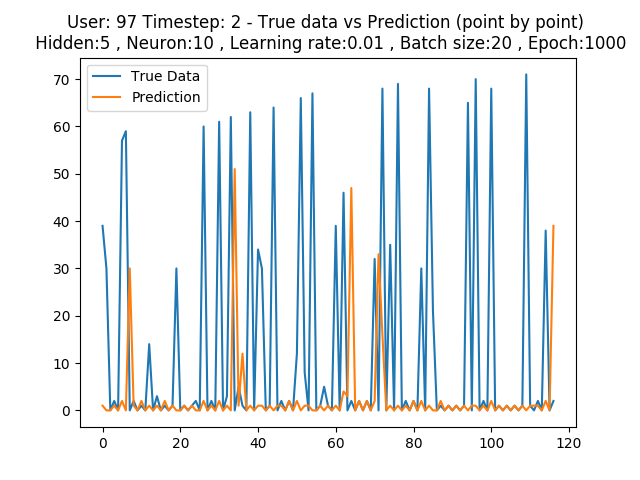 User: 97 Timestep: 2 - True data vs Prediction (point by point)
Hidden:5 , Neuron:10 , Learning rate:0.01 , Batch size:20 , Epoch:1000
True Data
Prediction
70
60
50
40
30
20
10
0
0 20 40 60 80 100 120